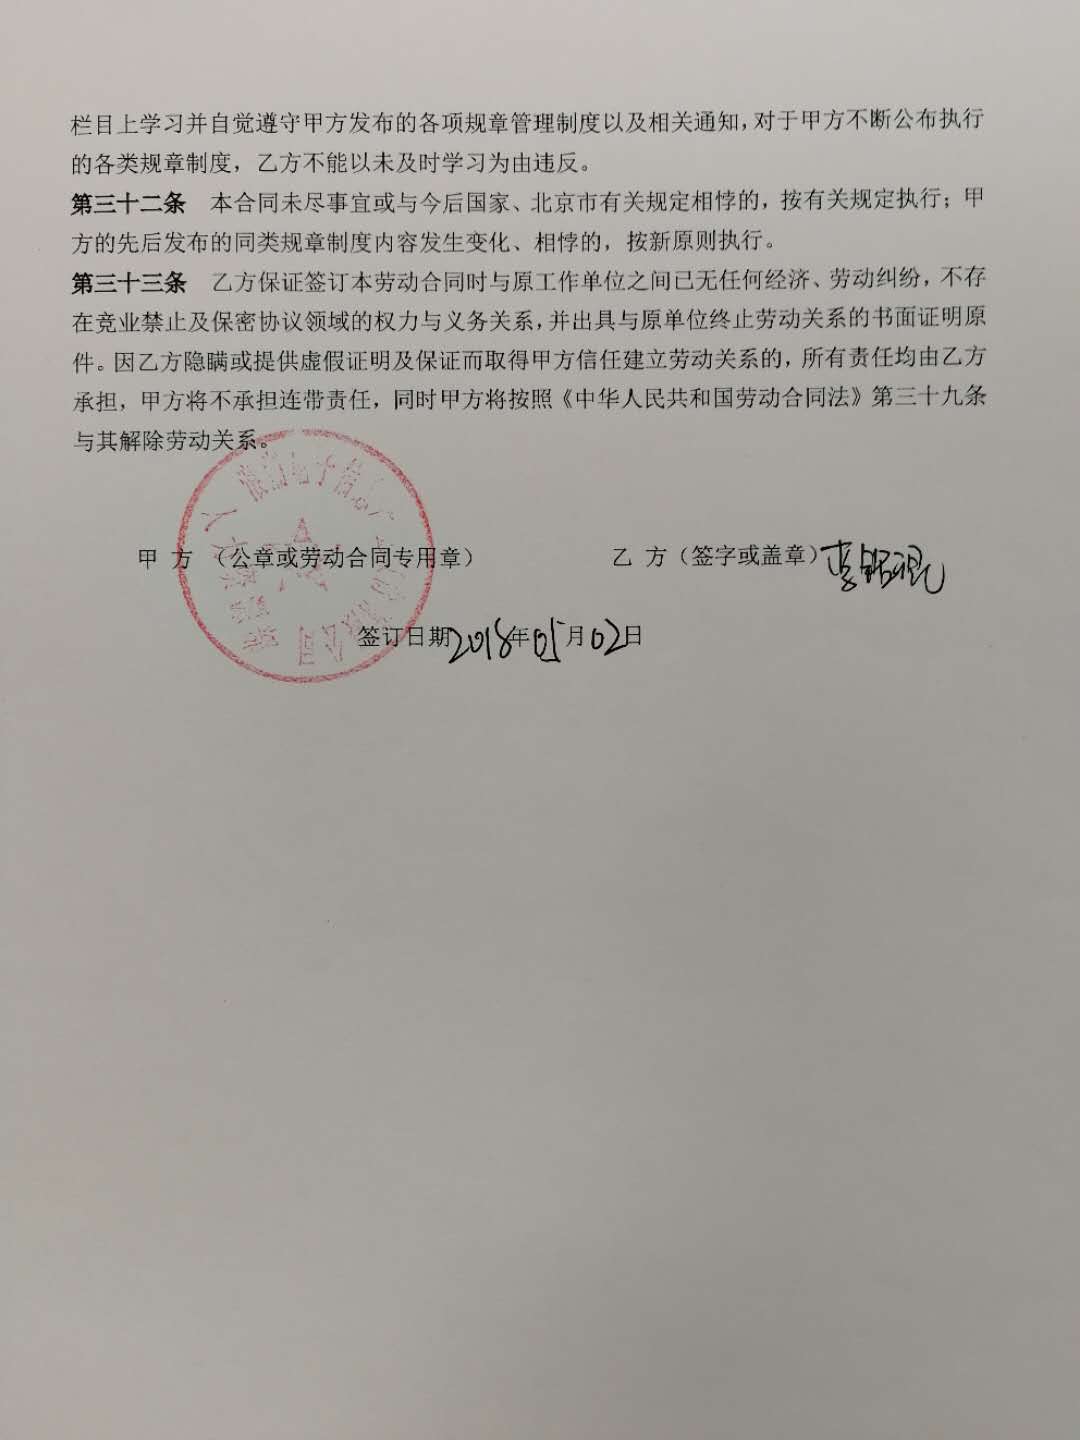 栏目上学习并自觉遵守甲方发布的各项规章管理制度以及相关通知，对于甲方不断公布执行
的各类规章制度，乙方不能以未及时学习为由违反。
第三十二条　本合同未尽事宜或与今后国家、北京市有关规定相悖的，按有关规定执行；甲
方的先后发布的同类规章制度内容发生变化、相悖的，按新原则执行。
第三十三条　乙方保证签订本劳动合同时与原工作单位之间已无任何经济、劳动纠纷，不存
在竞业禁止及保密协议领域的权力与义务关系，并出具与原单位终止劳动关系的书面证明原
件。因乙方隐瞒或提供虚假证明及保证而取得甲方信任建立劳动关系的，所有责任均由乙方
承担，甲方将不承担连带责任，同时甲方将按照《中华人民共和国劳动合同法》第三十九条
与其解除劳动关系。
浪潮电子信息产
公司
甲 方 （公章或劳动合同专用章）　乙 方（签字或盖章）李
签订日期2018年05月02日